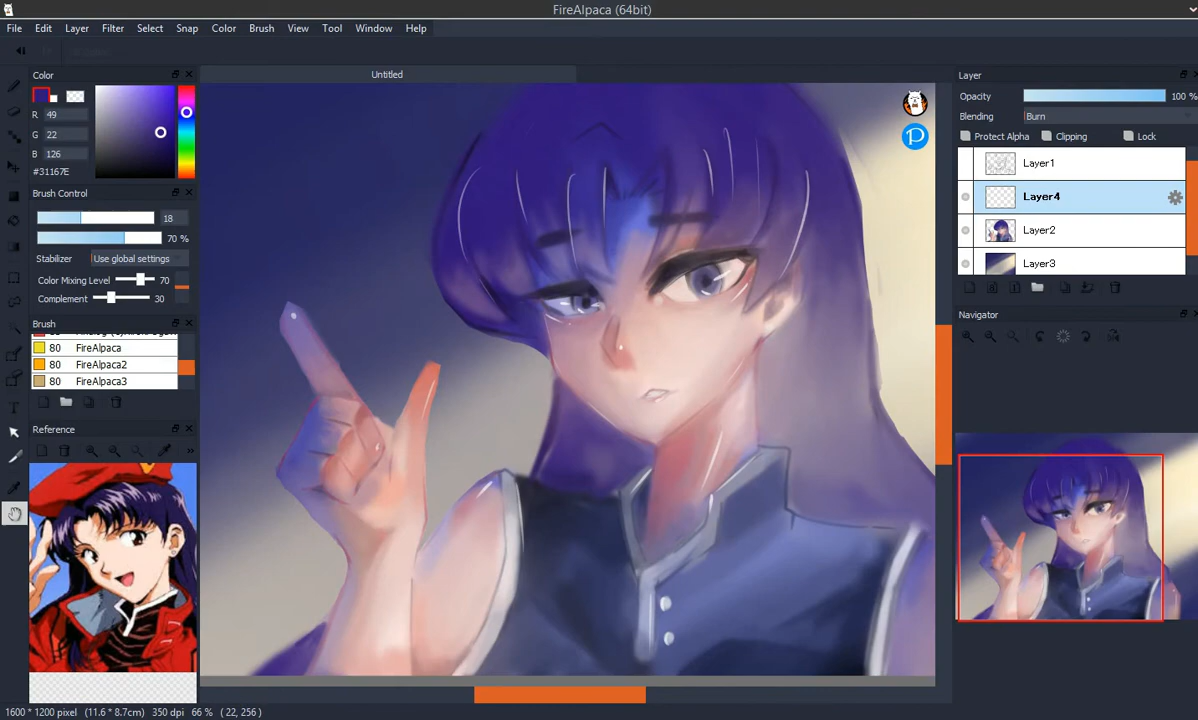 FireAlpaca (64bit)
File Edit Layer Filter Select Snap Color Brush View Tool Window Help
Color
Untitled
Layer
R 49
G 22
B 126
#31167E
Brush Control
18
70 %
Stabilizer Use global settings
Color Mixing Level 70
Complement 30
Brush
80 FireAlpaca
80 FireAlpaca2
80 FireAlpaca3
Reference
»
P
Opacity 100 %
Blending Burn
Protect Alpha Clipping Lock
Layer1
Layer4
Layer2
Layer3
Navigator
1600 * 1200 pixel (11.6 * 8.7cm) 350 dpi 66 % ( 22, 256 )